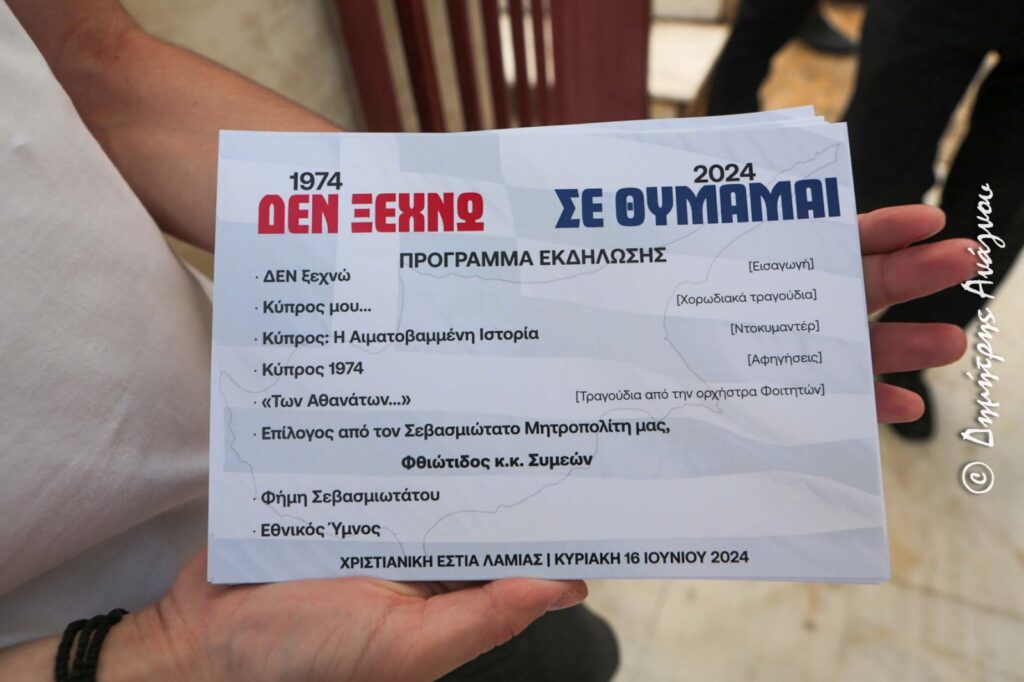 1974 2024
ΔΕΝ ΞΕΧΝΩ ΣΕ ΘΥΜΑΜΑΙ
ΠΡΟΓΡΑΜΜΑ ΕΚΔΗΛΩΣΗΣ
· ΔΕΝ ξεχνώ [Εισαγωγή]
· Κύπρος μου... [Χορωδιακά τραγούδια]
· Κύπρος: Η Αιματοβαμμένη Ιστορία [Ντοκυμαντέρ]
· Κύπρος 1974 [Αφηγήσεις]
· «Των Αθανάτων...» [Τραγούδια από την ορχήστρα Φοιτητών]
· Επίλογος από τον Σεβασμιώτατο Μητροπολίτη μας,
Φθιώτιδος κ.κ. Συμεών
· Φήμη Σεβασμιωτάτου
· Εθνικός Ύμνος
ΧΡΙΣΤΙΑΝΙΚΗ ΕΣΤΙΑ ΛΑΜΙΑΣ | ΚΥΡΙΑΚΗ 16 ΙΟΥΝΙΟΥ 2024
© Δημήτρης Ανάγνου